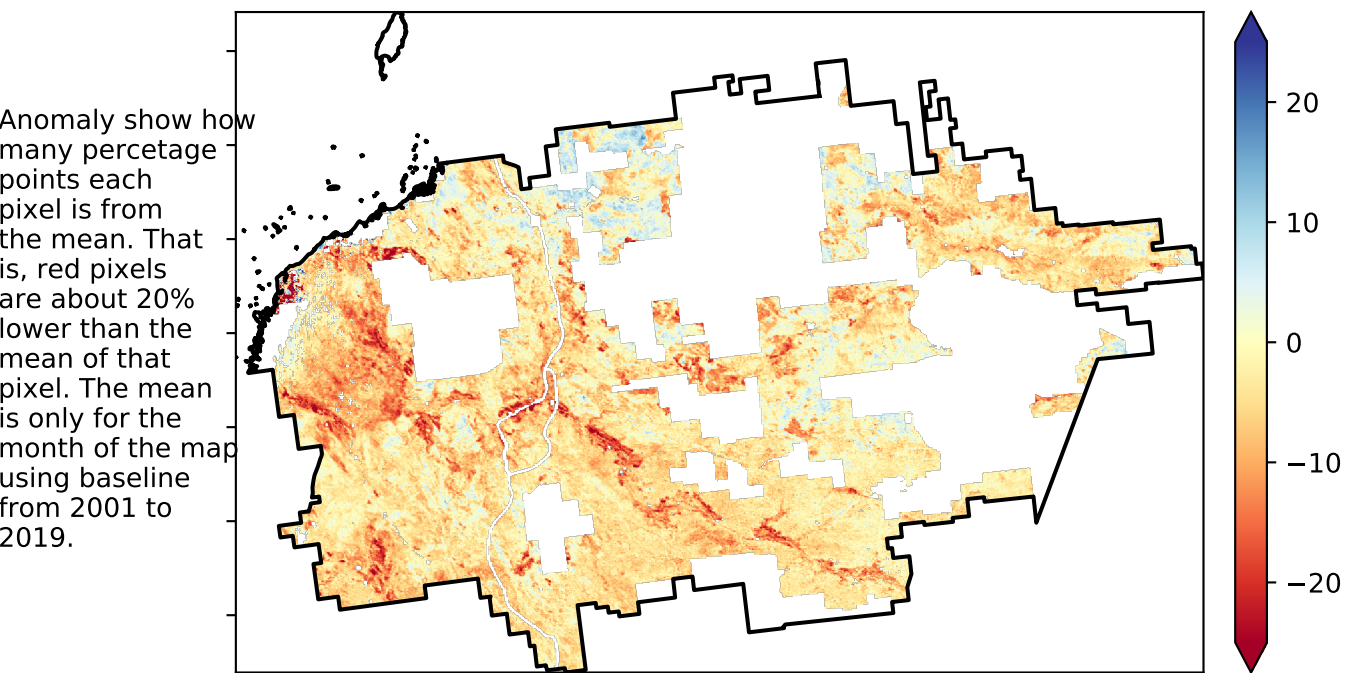 Anomaly show how
many percetage
points each
pixel is from
the mean. That
is, red pixels
are about 20%
lower than the
mean of that
pixel. The mean
is only for the
month of the map
using baseline
from 2001 to
2019.
20
10
0
−10
−20